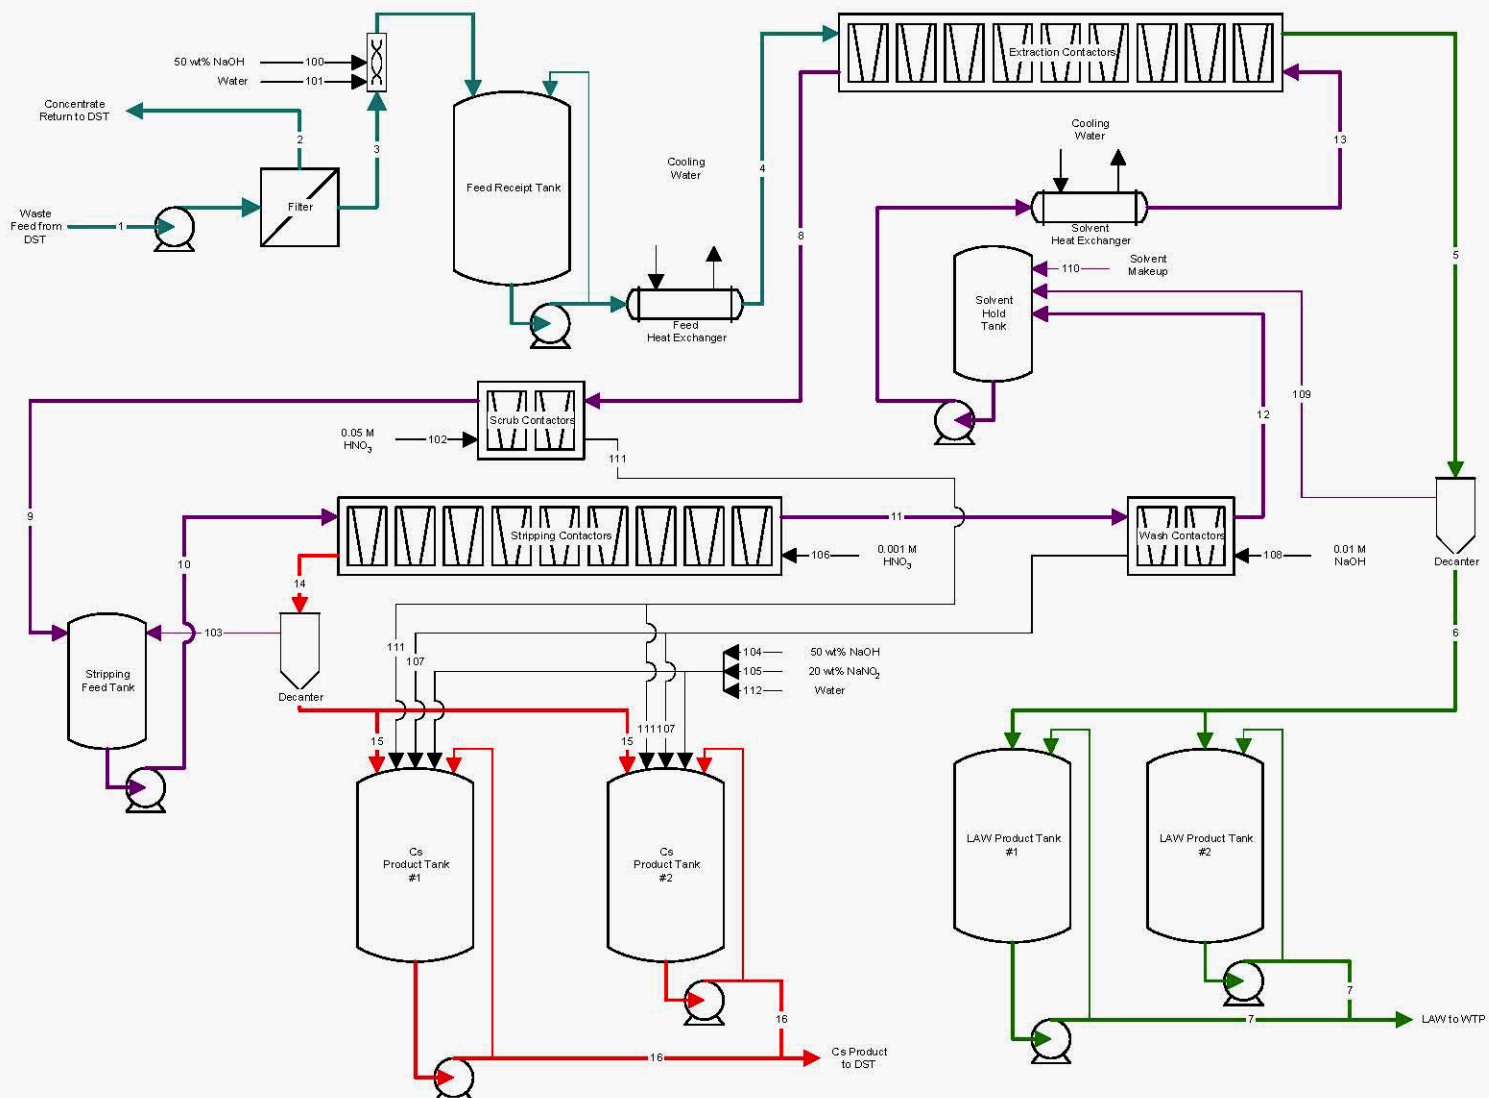 50 wt% NaOH
100
Water
101
Concentrate
Return to DST
2
3
Waste
Feed from
DST
1
Filter
Feed Receipt Tank
Cooling
Water
4
Feed
Heat Exchanger
Extraction Contactors
8
Cooling
Water
13
Solvent
Heat Exchanger
5
110
Solvent
Makeup
Solvent
Hold
Tank
109
12
Scrub Contactors
0.05 M
HNO₃
102
111
9
10
Stripping Contactors
11
106
0.001 M
HNO₃
Wash Contactors
108
0.01 M
NaOH
Decanter
14
103
Stripping
Feed Tank
Decanter
111
107
104
50 wt% NaOH
105
20 wt% NaNO₂
112
Water
6
15
15
111
107
Cs
Product Tank
#1
Cs
Product Tank
#2
LAW Product Tank
#1
LAW Product Tank
#2
16
16
Cs Product
to DST
7
7
LAW to WTP